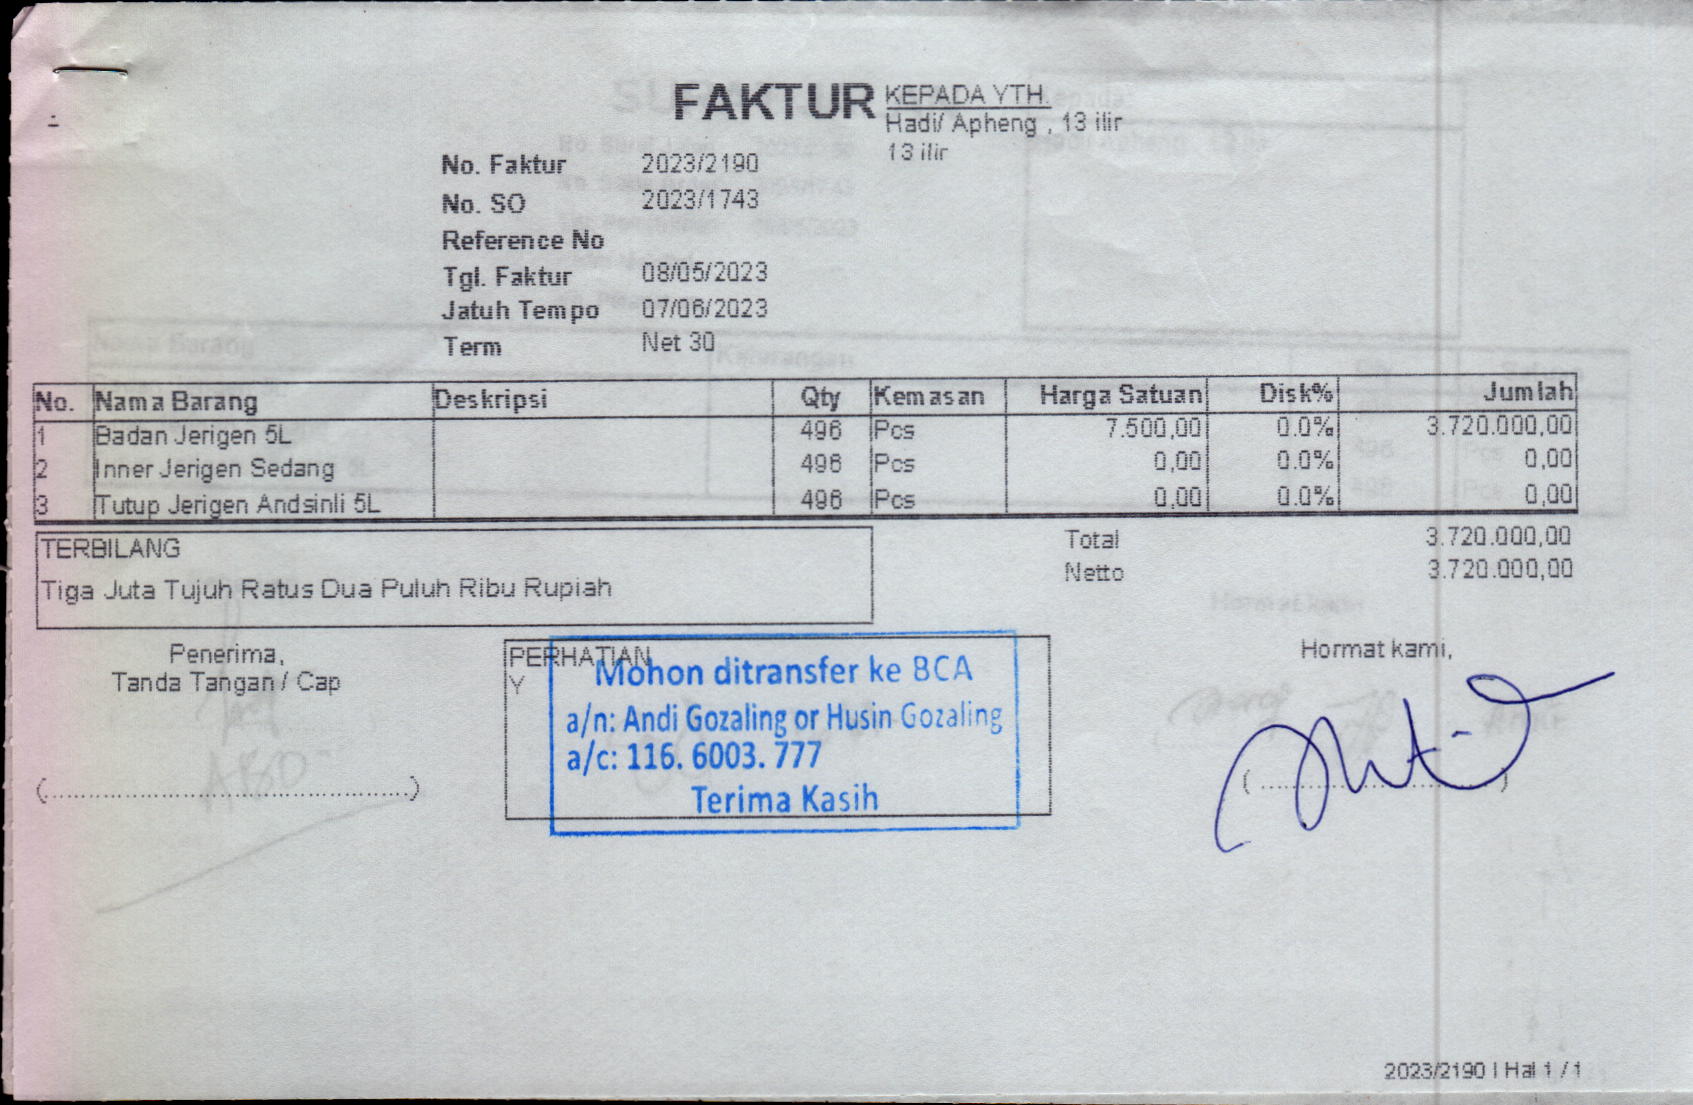 FAKTUR
KEPADA YTH.
Hadi/ Apheng , 13 ilir
13 ilir
No. Faktur 2023/2190
No. SO 2023/1743
Reference No
Tgl. Faktur 08/05/2023
Jatuh Tempo 07/06/2023
Term Net 30
No. Nama Barang Deskripsi Qty Kemasan Harga Satuan Disk% Jumlah
1 Badan Jerigen 5L 496 Pcs 7.500,00 0.0% 3.720.000,00
2 Inner Jerigen Sedang 496 Pcs 0,00 0.0% 0,00
3 Tutup Jerigen Andsinli 5L 496 Pcs 0,00 0.0% 0,00
TERBILANG
Tiga Juta Tujuh Ratus Dua Puluh Ribu Rupiah
Total 3.720.000,00
Netto 3.720.000,00
Penerima,
Tanda Tangan / Cap
(........................................)
PERHATIAN
Y
Mohon ditransfer ke BCA
a/n: Andi Gozaling or Husin Gozaling
a/c: 116. 6003. 777
Terima Kasih
Hormat kami,
(..........................)
2023/2190 | Hal 1 / 1